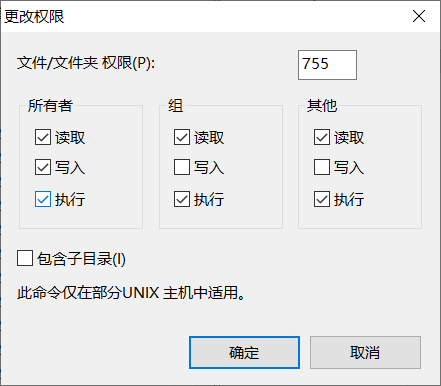 更改权限
文件/文件夹 权限(P):
755
所有者
组
其他
读取
读取
读取
写入
写入
写入
执行
执行
执行
包含子目录(I)
此命令仅在部分UNIX 主机中适用。
确定
取消